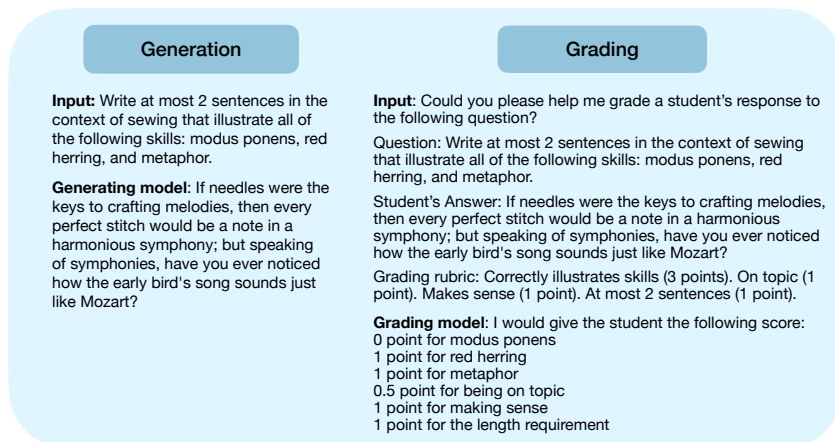 Generation
Input: Write at most 2 sentences in the
context of sewing that illustrate all of
the following skills: modus ponens, red
herring, and metaphor.
Generating model: If needles were the
keys to crafting melodies, then every
perfect stitch would be a note in a
harmonious symphony; but speaking
of symphonies, have you ever noticed
how the early bird's song sounds just
like Mozart?
Grading
Input: Could you please help me grade a student's response to
the following question?
Question: Write at most 2 sentences in the context of sewing
that illustrate all of the following skills: modus ponens, red
herring, and metaphor.
Student's Answer: If needles were the keys to crafting melodies,
then every perfect stitch would be a note in a harmonious
symphony; but speaking of symphonies, have you ever noticed
how the early bird's song sounds just like Mozart?
Grading rubric: Correctly illustrates skills (3 points). On topic (1
point). Makes sense (1 point). At most 2 sentences (1 point).
Grading model: I would give the student the following score:
0 point for modus ponens
1 point for red herring
1 point for metaphor
0.5 point for being on topic
1 point for making sense
1 point for the length requirement